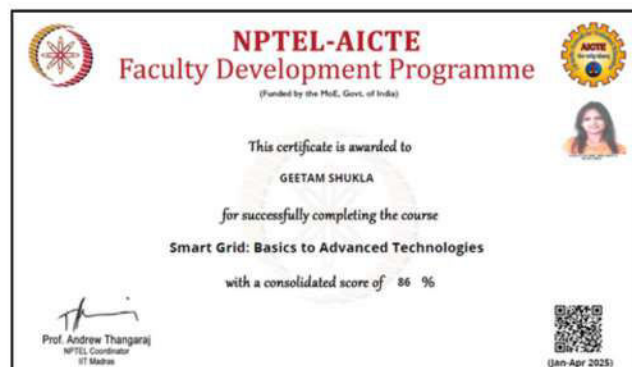 NPTEL-AICTE
Faculty Development Programme
(Funded by the MoE, Govt. of India)
AICTE
This certificate is awarded to
GEETAM SHUKLA
for successfully completing the course
Smart Grid: Basics to Advanced Technologies
with a consolidated score of 86 %
Prof. Andrew Thangaraj
NPTEL Coordinator
IIT Madras
(Jan-Apr 2025)